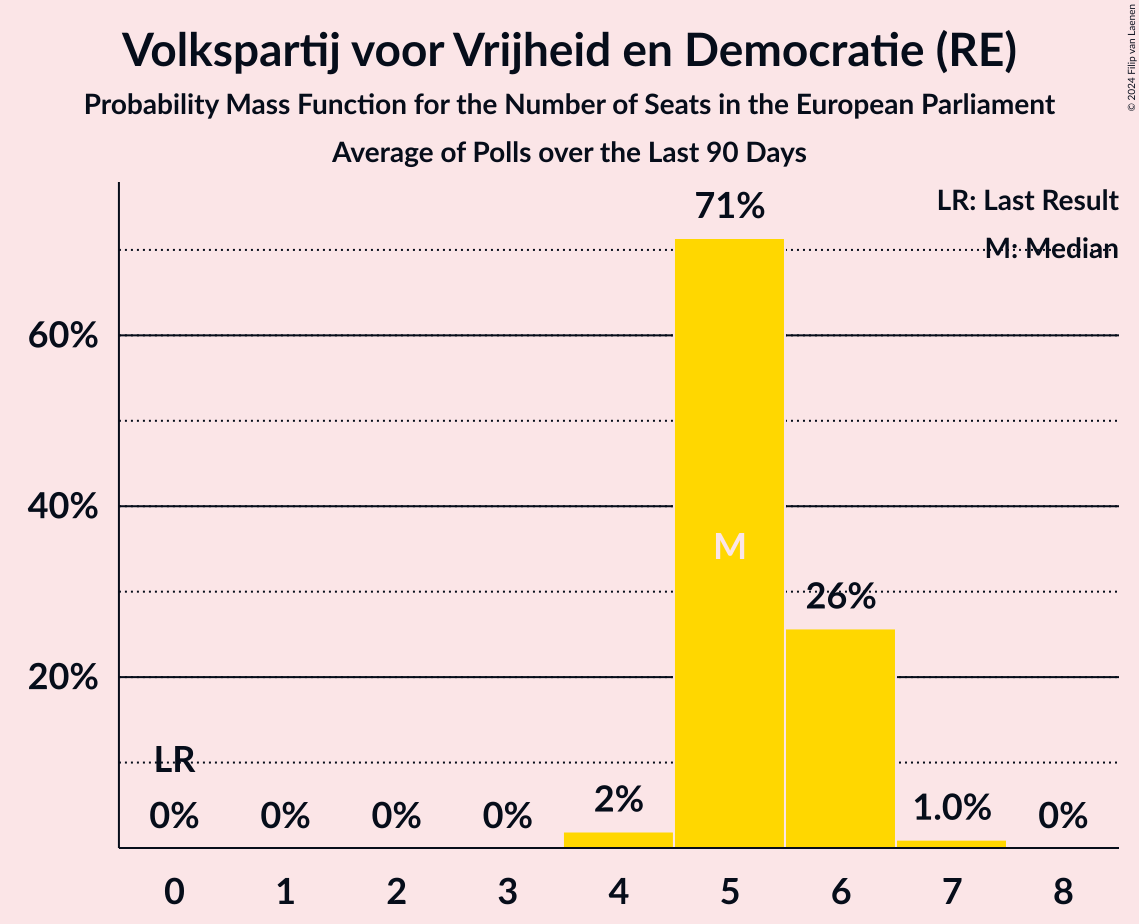 Volkspartij voor Vrijheid en Democratie (RE)
Probability Mass Function for the Number of Seats in the European Parliament
Average of Polls over the Last 90 Days
© 2024 Filip van Laenen
LR: Last Result
M: Median
71%
60%
40%
M
26%
20%
LR
0%
0%
0%
0%
2%
1.0%
0%
0 1 2 3 4 5 6 7 8